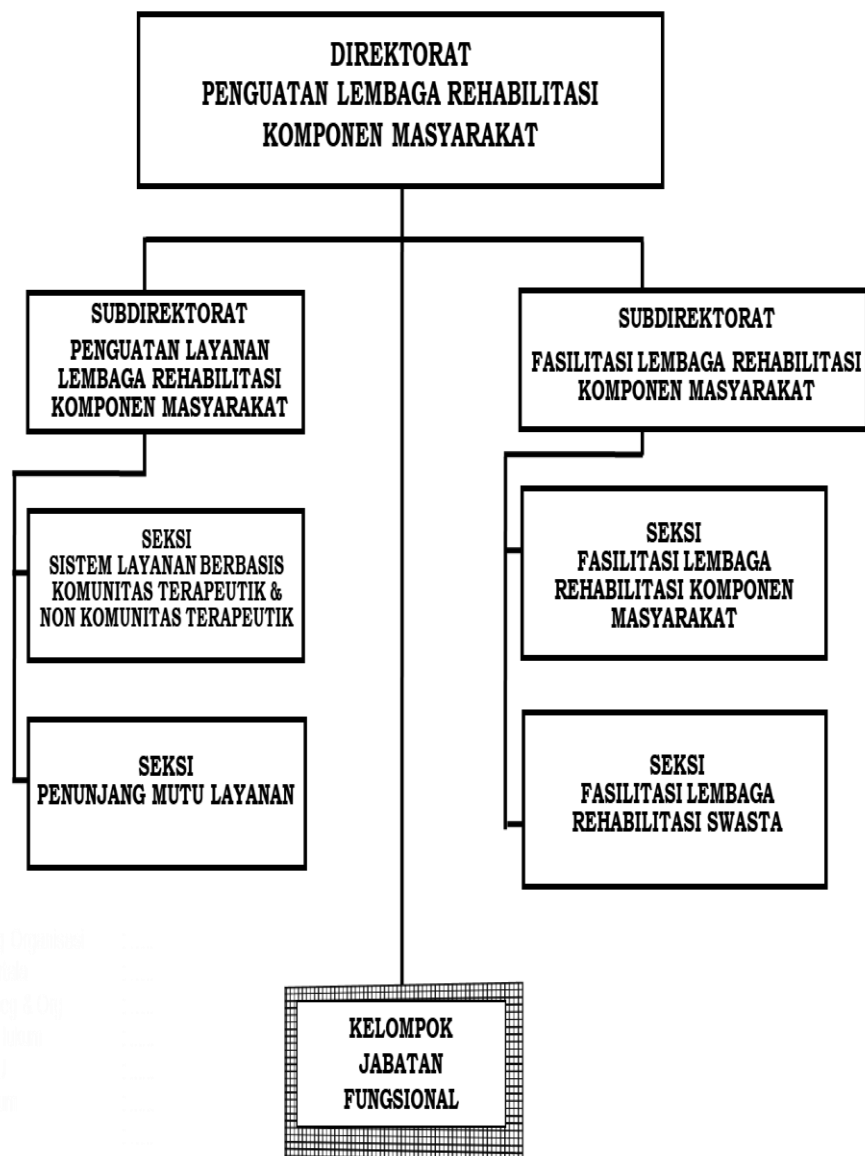 DIREKTORAT
PENGUATAN LEMBAGA REHABILITASI
KOMPONEN MASYARAKAT
SUBDIREKTORAT
PENGUATAN LAYANAN
LEMBAGA REHABILITASI
KOMPONEN MASYARAKAT
SUBDIREKTORAT
FASILITASI LEMBAGA REHABILITASI
KOMPONEN MASYARAKAT
SEKSI
SISTEM LAYANAN BERBASIS
KOMUNITAS TERAPEUTIK &
NON KOMUNITAS TERAPEUTIK
SEKSI
FASILITASI LEMBAGA
REHABILITASI KOMPONEN
MASYARAKAT
SEKSI
PENUNJANG MUTU LAYANAN
SEKSI
FASILITASI LEMBAGA
REHABILITASI SWASTA
KELOMPOK
JABATAN
FUNGSIONAL